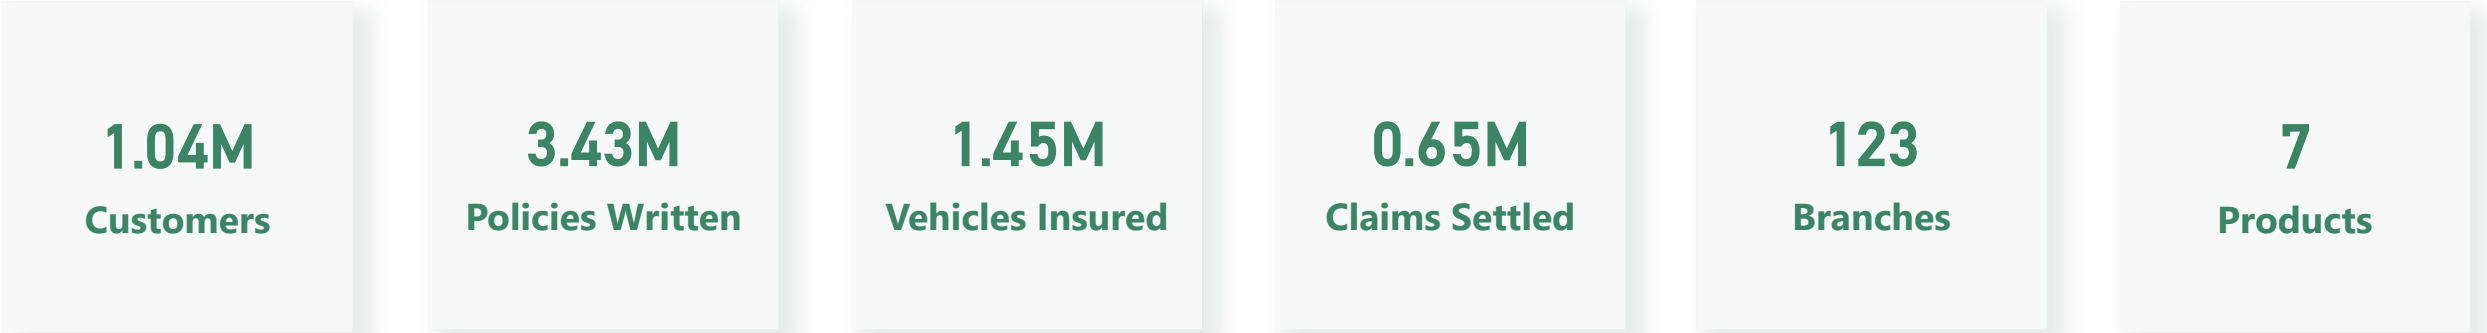 1.04M
Customers
3.43M
Policies Written
1.45M
Vehicles Insured
0.65M
Claims Settled
123
Branches
7
Products